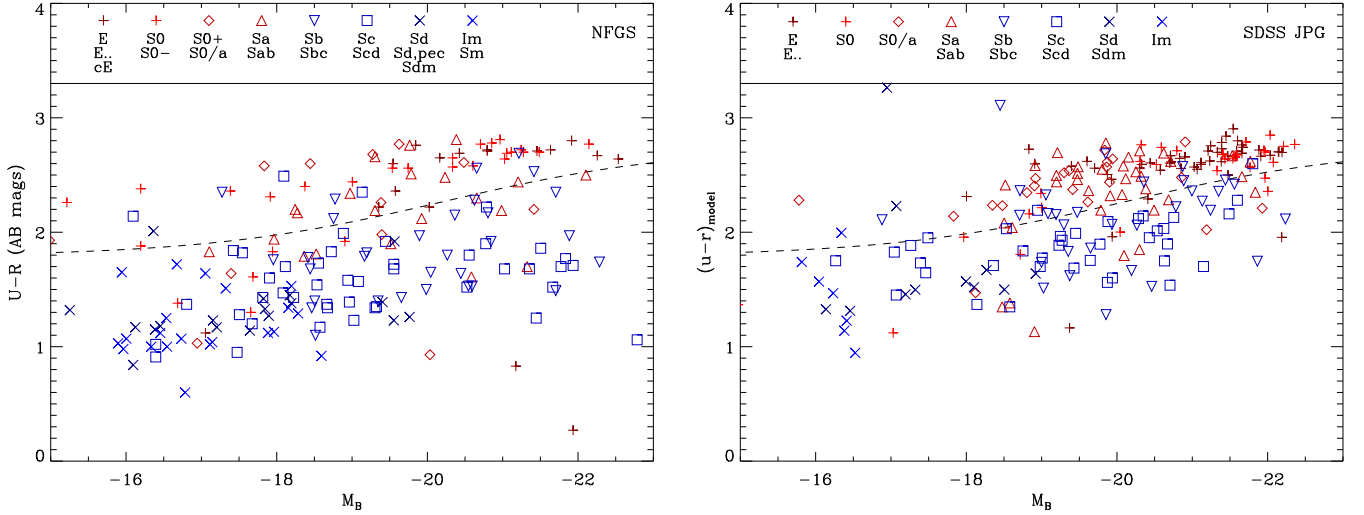 E S0 S0+ Sa Sb Sc Sd Im NFGS
E.. S0− S0/a Sab Sbc Scd Sd,pec Sm
cE Sdm
4
3
2
1
0
U−R (AB mags)
−16 −18 −20 −22
M_B
E S0 S0/a Sa Sb Sc Sd Im SDSS JPG
E.. Sab Sbc Scd Sdm
4
3
2
1
0
(u−r)model
−16 −18 −20 −22
M_B